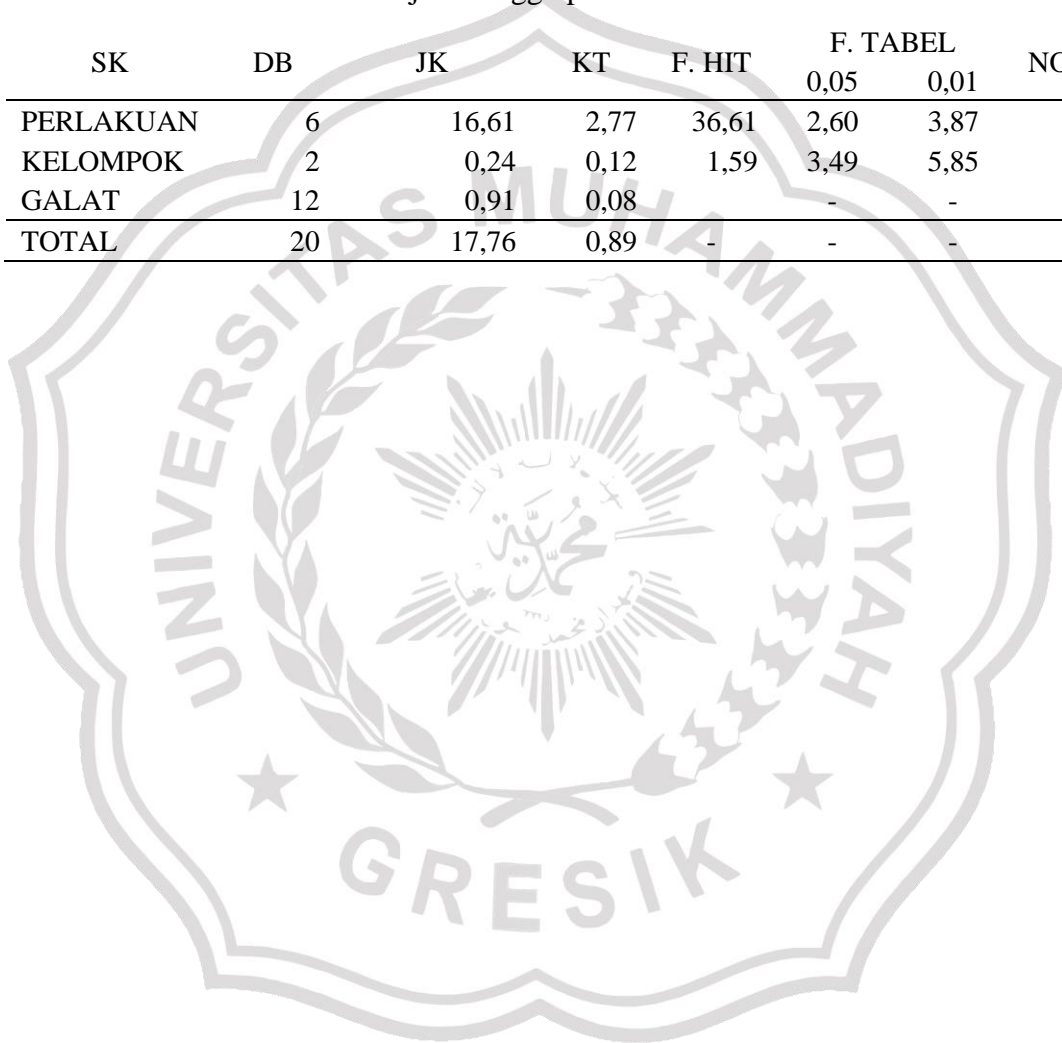 F. TABEL
SK DB JK KT F. HIT
0,05 0,01
PERLAKUAN 6 16,61 2,77 36,61 2,60 3,87
KELOMPOK 2 0,24 0,12 1,59 3,49 5,85
GALAT 12 0,91 0,08 - -
TOTAL 20 17,76 0,89 - - -
UNIVERSITAS MUHAMMADIYAH
GRESIK